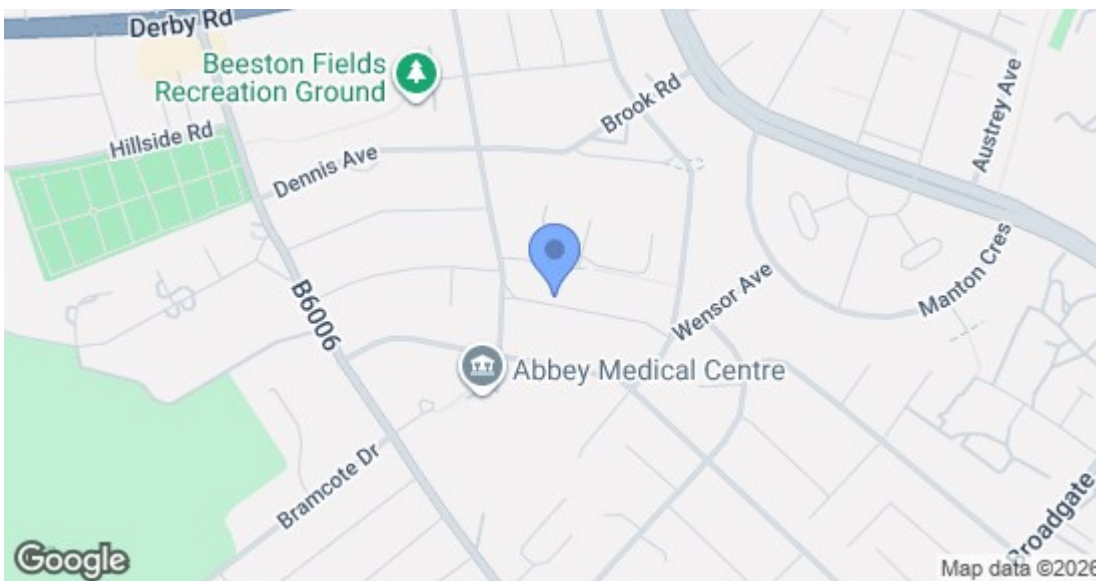 Derby Rd
Beeston Fields
Recreation Ground
Hillside Rd
Brook Rd
Austrey Ave
Dennis Ave
B6006
Wensor Ave
Manton Cres
Abbey Medical Centre
Bramcote Dr
Broadgate
Google
Map data ©2026